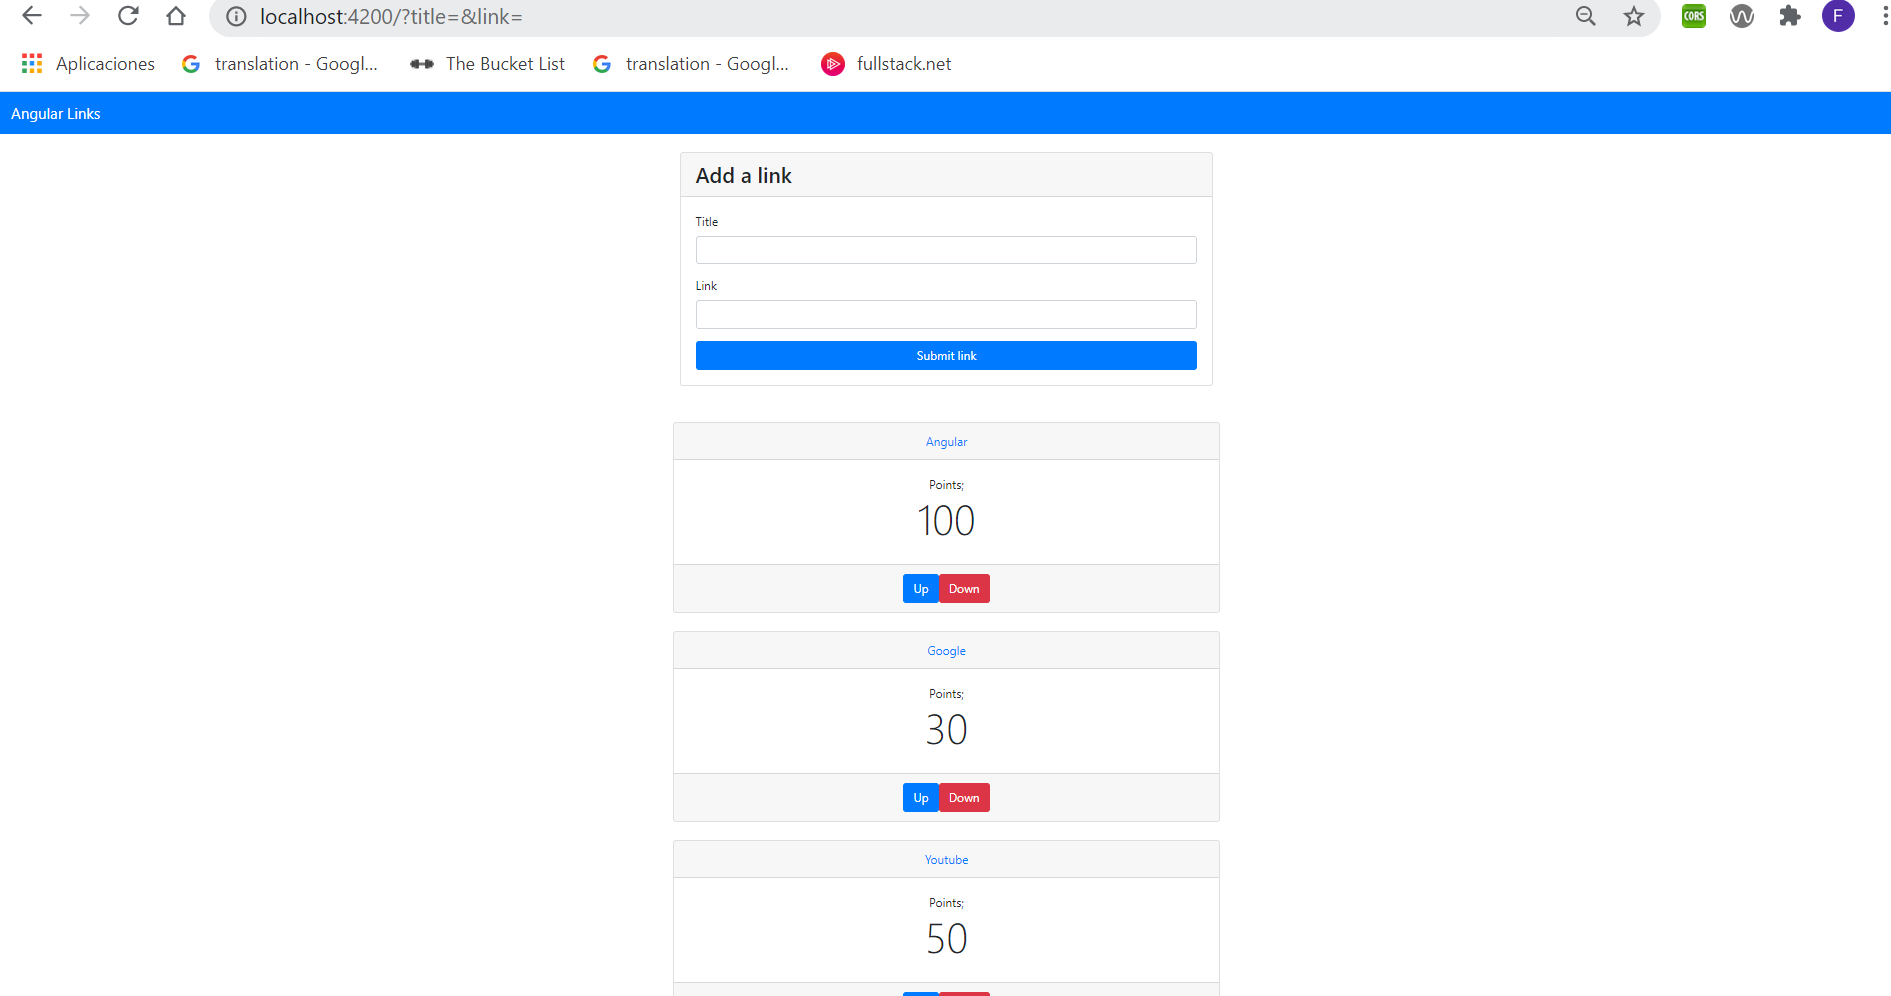 localhost:4200/?title=&link=
CORS
F
Aplicaciones
translation - Googl...
The Bucket List
translation - Googl...
fullstack.net
Angular Links
Add a link
Title
Link
Submit link
Angular
Points;
100
Up Down
Google
Points;
30
Up Down
Youtube
Points;
50